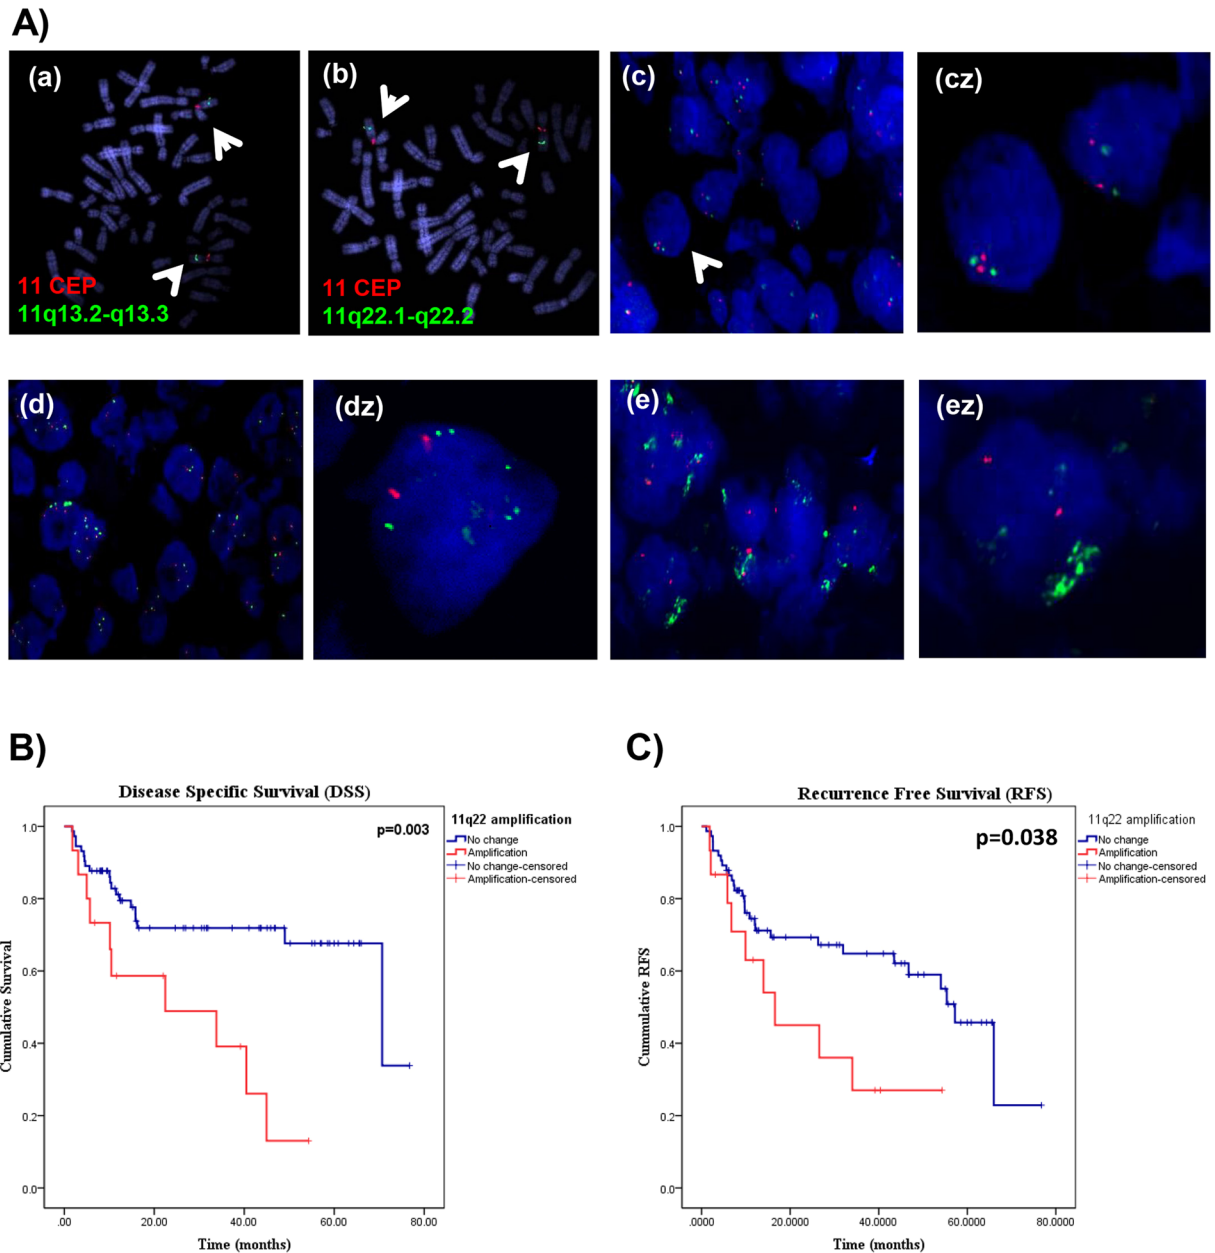 A)
(a)
11 CEP
11q13.2-q13.3
(b)
11 CEP
11q22.1-q22.2
(c)
(cz)
(d)
(dz)
(e)
(ez)
B)
Disease Specific Survival (DSS)
p=0.003
11q22 amplification
No change
Amplification
No change-censored
Amplification-censored
Cumulative Survival
1.0
0.8
0.6
0.4
0.2
0.0
.00 20.00 40.00 60.00 80.00
Time (months)
C)
Recurrence Free Survival (RFS)
p=0.038
11q22 amplification
No change
Amplification
No change-censored
Amplification-censored
Cummulative RFS
1.0
0.8
0.6
0.4
0.2
0.0
.0000 20.0000 40.0000 60.0000 80.0000
Time (months)